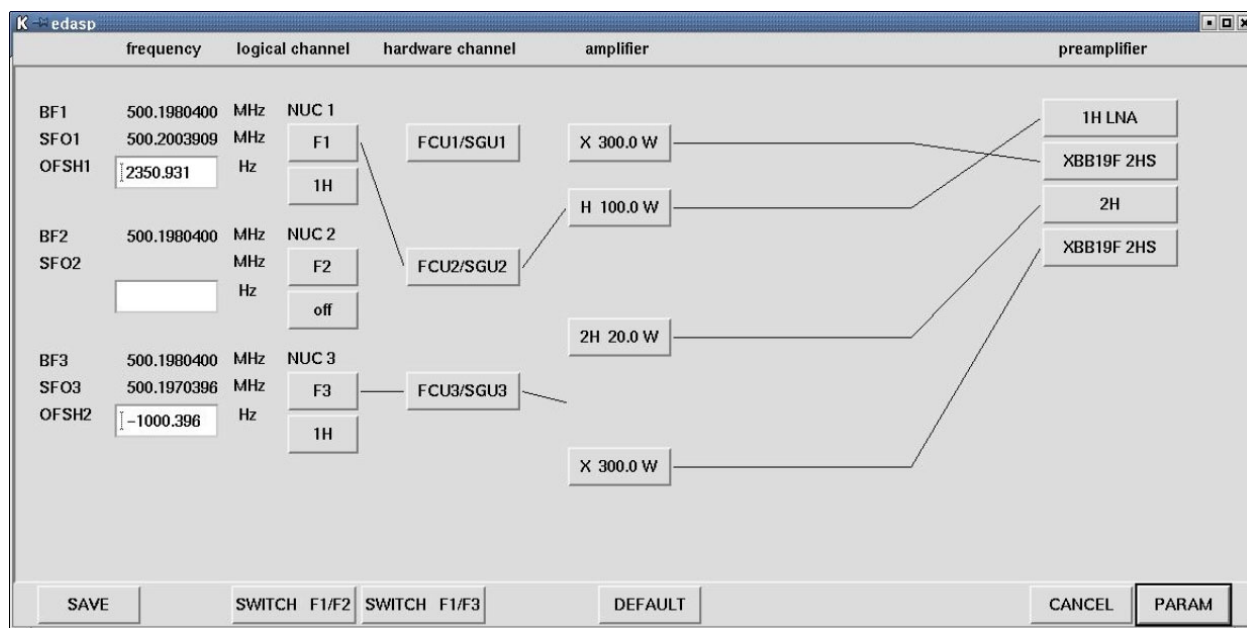 K edasp
frequency logical channel hardware channel amplifier preamplifier
BF1 500.1980400 MHz NUC 1
SFO1 500.2003909 MHz F1 FCU1/SGU1 X 300.0 W 1H LNA
OFSH1 2350.931 Hz 1H XBB19F 2HS
H 100.0 W 2H
BF2 500.1980400 MHz NUC 2 XBB19F 2HS
SFO2 MHz F2 FCU2/SGU2
Hz off
2H 20.0 W
BF3 500.1980400 MHz NUC 3
SFO3 500.1970396 MHz F3 FCU3/SGU3
OFSH2 -1000.396 Hz 1H
X 300.0 W
SAVE SWITCH F1/F2 SWITCH F1/F3 DEFAULT CANCEL PARAM